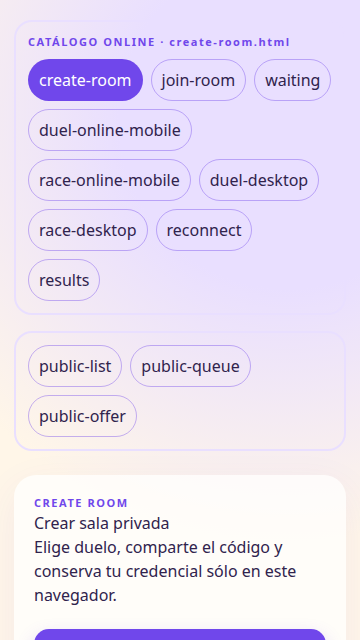 CATÁLOGO ONLINE · create-room.html
create-room join-room waiting
duel-online-mobile
race-online-mobile duel-desktop
race-desktop reconnect
results
public-list public-queue
public-offer
CREATE ROOM
Crear sala privada
Elige duelo, comparte el código y
conserva tu credencial sólo en este
navegador.